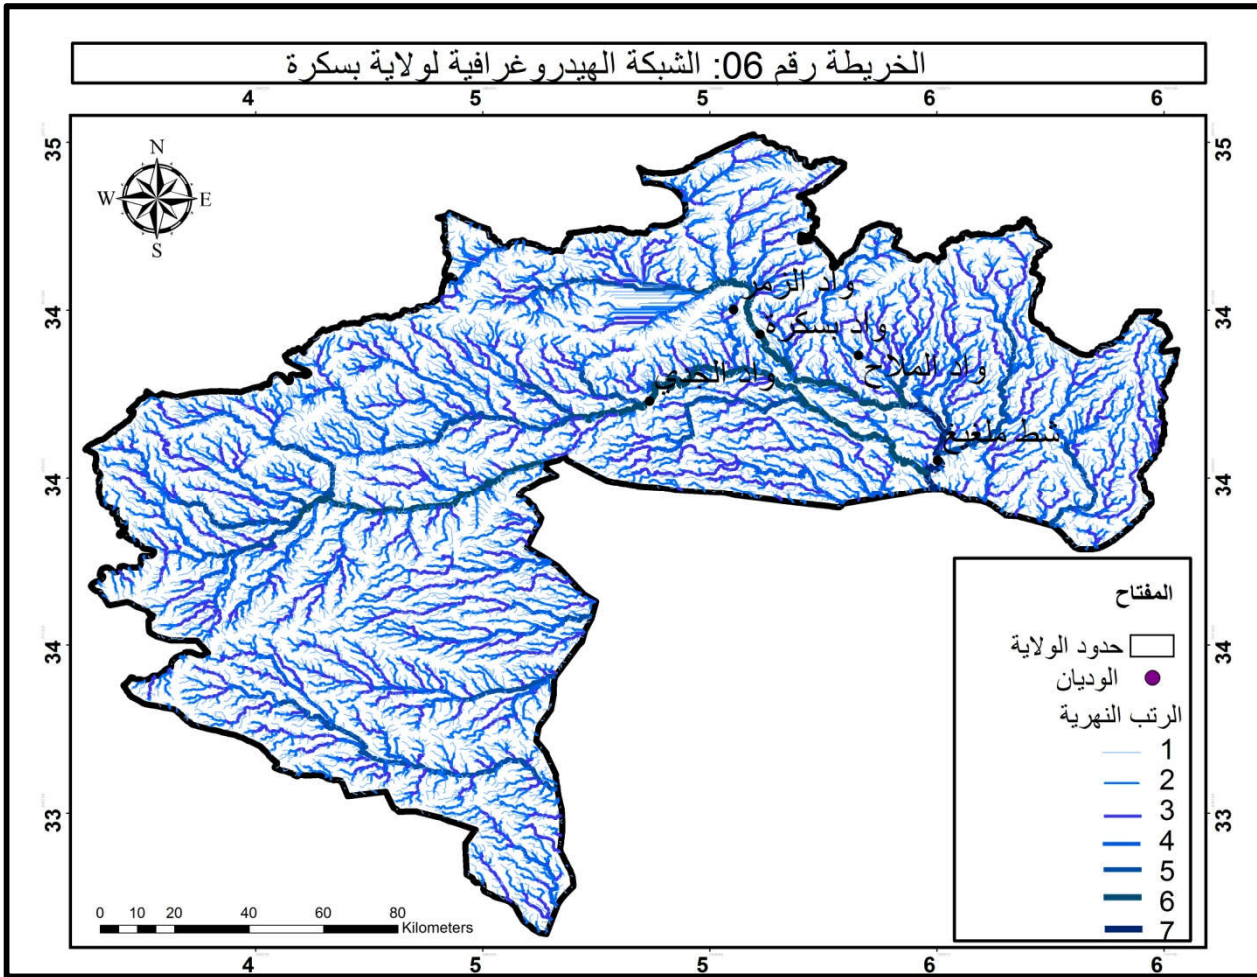 الخريطة رقم 06: الشبكة الهيدروغرافية لولاية بسكرة
4 5 5 6 6
35 35
N
W E
S
واد الزمر
34 34
واد بسكرة
واد الملاح
واد الجدي
شط ملغيغ
34 34
المفتاح
حدود الولاية
34 34
الوديان
الرتب النهرية
1
2
3
33 33
4
5
6
7
0 10 20 40 60 80
Kilometers
4 5 5 6 6